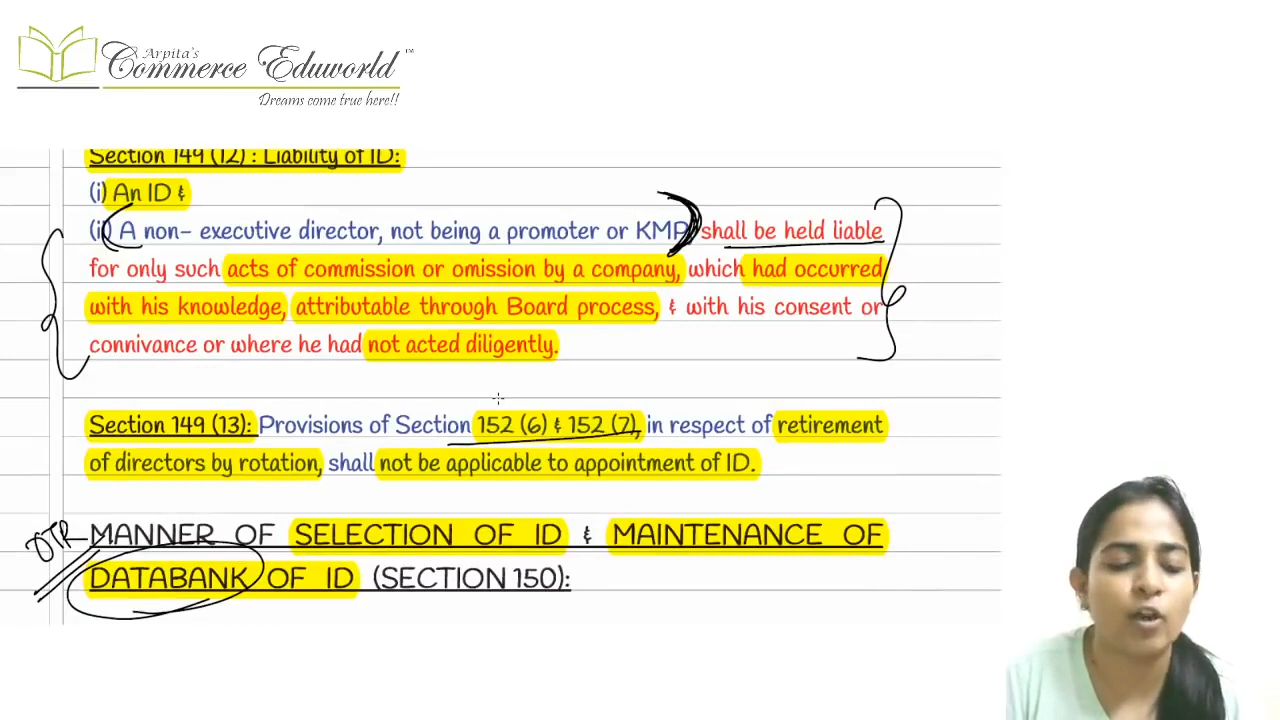 Arpita's
Commerce Eduworld™
Dreams come true here!!
Section 149 (12) : Liability of ID:
(i) An ID &
(ii) A non- executive director, not being a promoter or KMP, shall be held liable
for only such acts of commission or omission by a company, which had occurred
with his knowledge, attributable through Board process, & with his consent or
connivance or where he had not acted diligently.
Section 149 (13): Provisions of Section 152 (6) & 152 (7), in respect of retirement
of directors by rotation, shall not be applicable to appointment of ID.
DTR MANNER OF SELECTION OF ID & MAINTENANCE OF
DATABANK OF ID (SECTION 150):